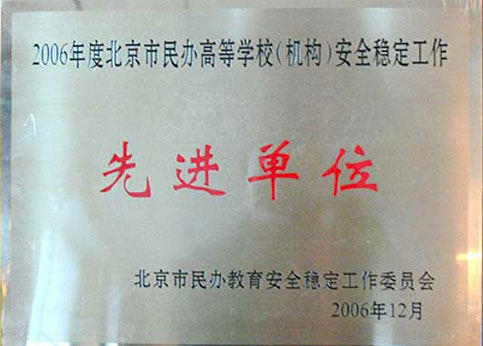 2006年度北京市民办高等学校(机构)安全稳定工作
先进单位
北京市民办教育安全稳定工作委员会
2006年12月